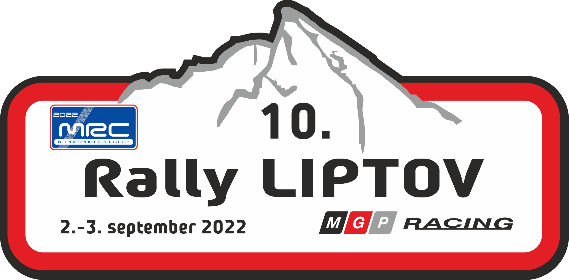 10.
2022
MRC
Rally LIPTOV
2.-3. september 2022
MGP RACING